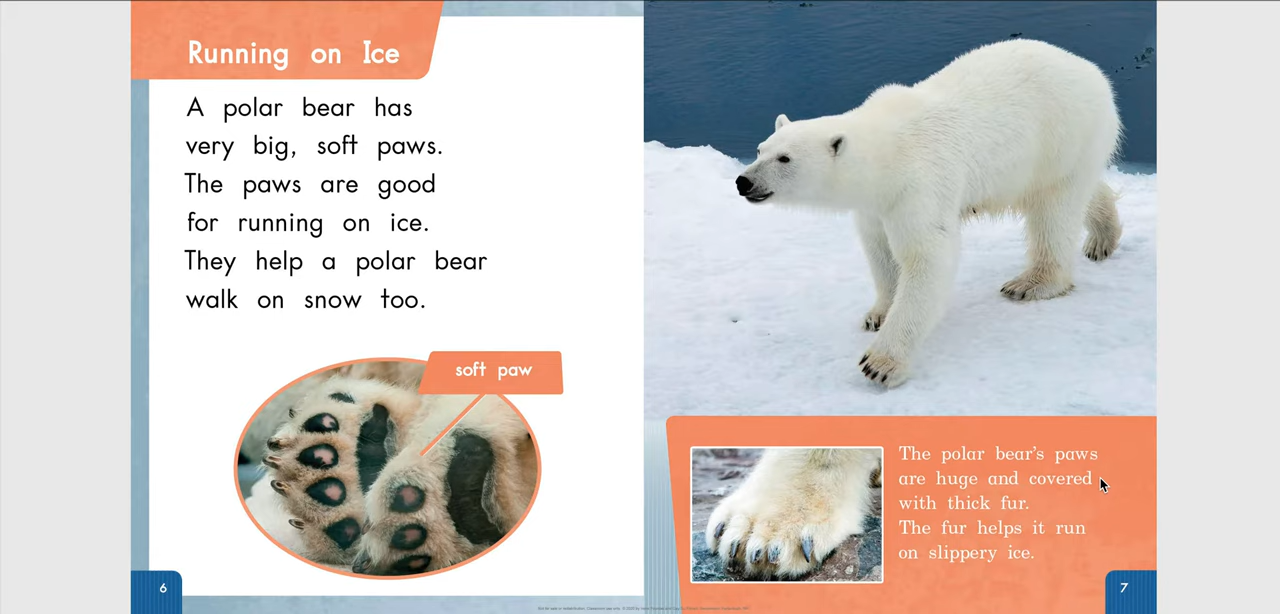 Running on Ice
A polar bear has
very big, soft paws.
The paws are good
for running on ice.
They help a polar bear
walk on snow too.
soft paw
6
The polar bear's paws
are huge and covered
with thick fur.
The fur helps it run
on slippery ice.
7